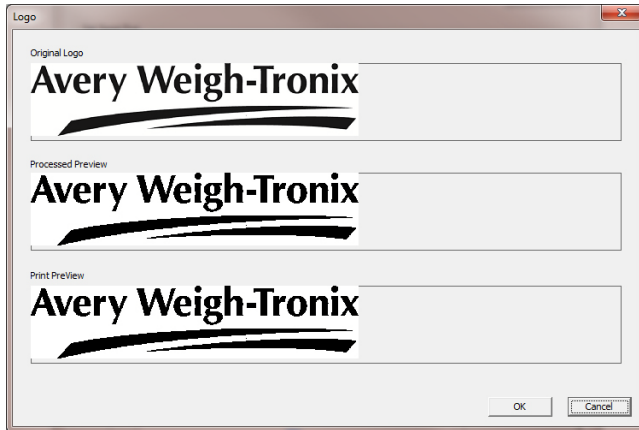 Logo
Original Logo
Avery Weigh-Tronix
Processed Preview
Avery Weigh-Tronix
Print PreView
Avery Weigh-Tronix
OK Cancel